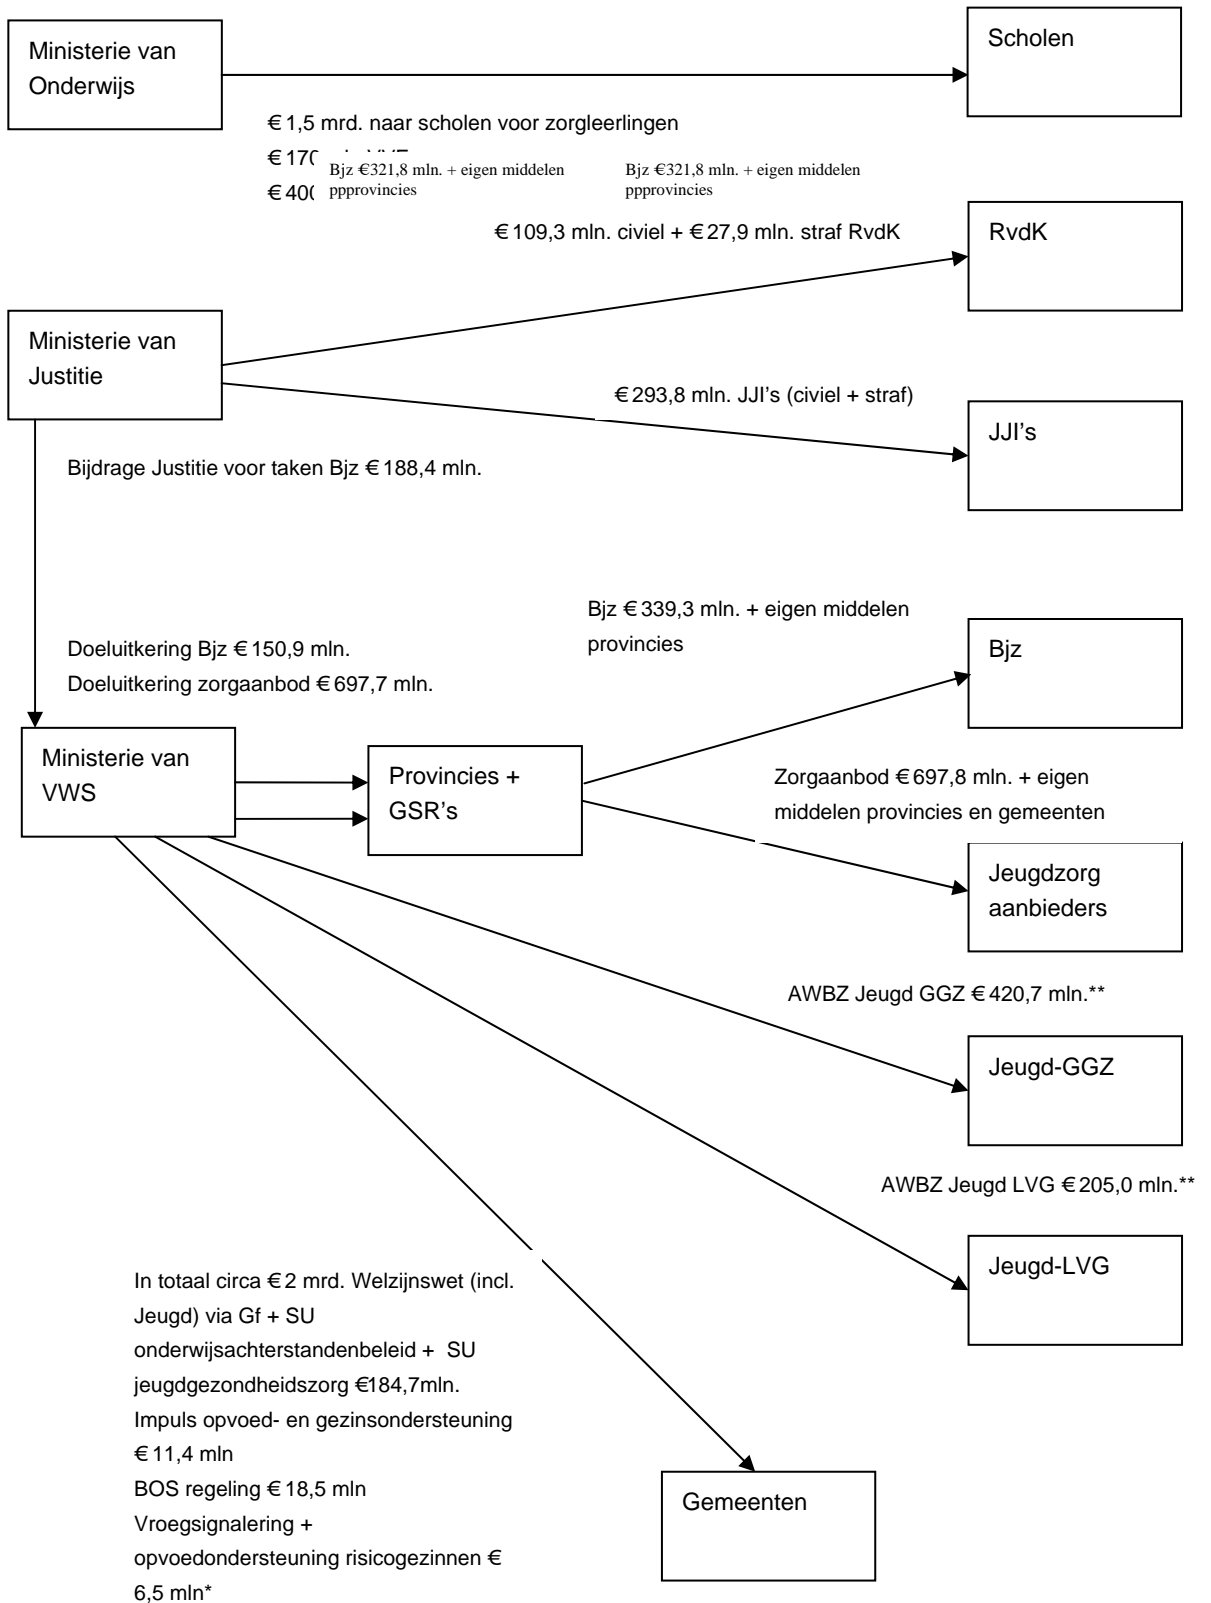 Ministerie van
Onderwijs
Scholen
€ 1,5 mrd. naar scholen voor zorgleerlingen
€ 170
€ 400
Bjz €321,8 mln. + eigen middelen
ppprovincies
Bjz €321,8 mln. + eigen middelen
ppprovincies
€ 109,3 mln. civiel + € 27,9 mln. straf RvdK
RvdK
Ministerie van
Justitie
€ 293,8 mln. JJI's (civiel + straf)
JJI's
Bijdrage Justitie voor taken Bjz € 188,4 mln.
Bjz € 339,3 mln. + eigen middelen
provincies
Bjz
Doeluitkering Bjz € 150,9 mln.
Doeluitkering zorgaanbod € 697,7 mln.
Ministerie van
VWS
Provincies +
GSR's
Zorgaanbod € 697,8 mln. + eigen
middelen provincies en gemeenten
Jeugdzorg
aanbieders
AWBZ Jeugd GGZ € 420,7 mln.**
Jeugd-GGZ
AWBZ Jeugd LVG € 205,0 mln.**
Jeugd-LVG
In totaal circa € 2 mrd. Welzijnswet (incl.
Jeugd) via Gf + SU
onderwijsachterstandenbeleid + SU
jeugdgezondheidszorg €184,7mln.
Impuls opvoed- en gezinsondersteuning
€ 11,4 mln
BOS regeling € 18,5 mln
Vroegsignalering +
opvoedondersteuning risicogezinnen €
6,5 mln*
Gemeenten